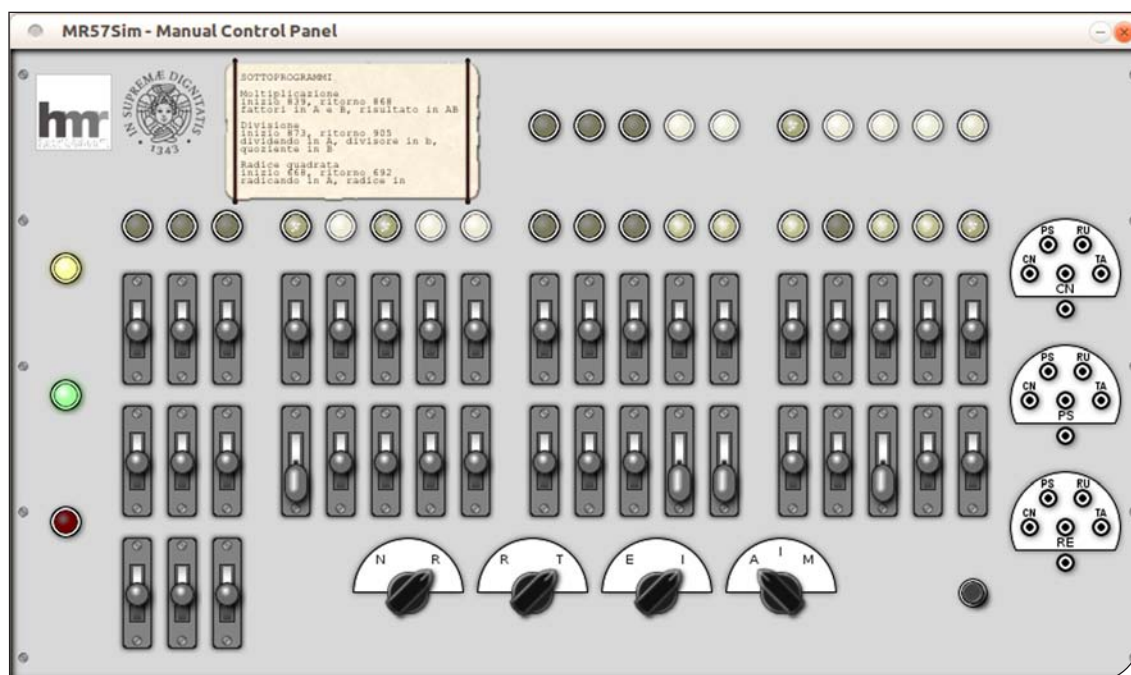 MR57Sim - Manual Control Panel
hmr
IN SUPREMÆ DIGNITATIS
· 1343 ·
SOTTOPROGRAMMI
Moltiplicazione
inizio 839, ritorno 868
fattori in A e B, risultato in AB
Divisione
inizio 873, ritorno 905
dividendo in A, divisore in b,
quoziente in B
Radice quadrata
inizio 668, ritorno 692
radicando in A, radice in
PS RU
CN TA
CN
PS RU
CN TA
PS
PS RU
CN TA
RE
N R
R T
E I
A I M